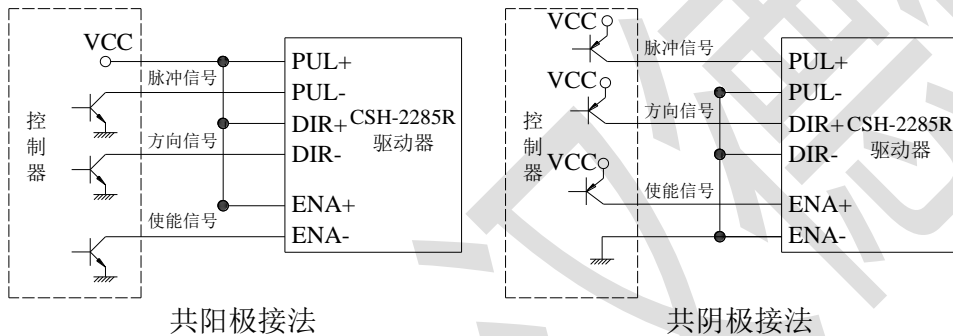 VCC
脉冲信号
方向信号
使能信号
控制器
PUL+
PUL-
DIR+
DIR-
ENA+
ENA-
CSH-2285R
驱动器
共阳极接法
VCC
脉冲信号
VCC
方向信号
VCC
使能信号
控制器
PUL+
PUL-
DIR+
DIR-
ENA+
ENA-
CSH-2285R
驱动器
共阴极接法